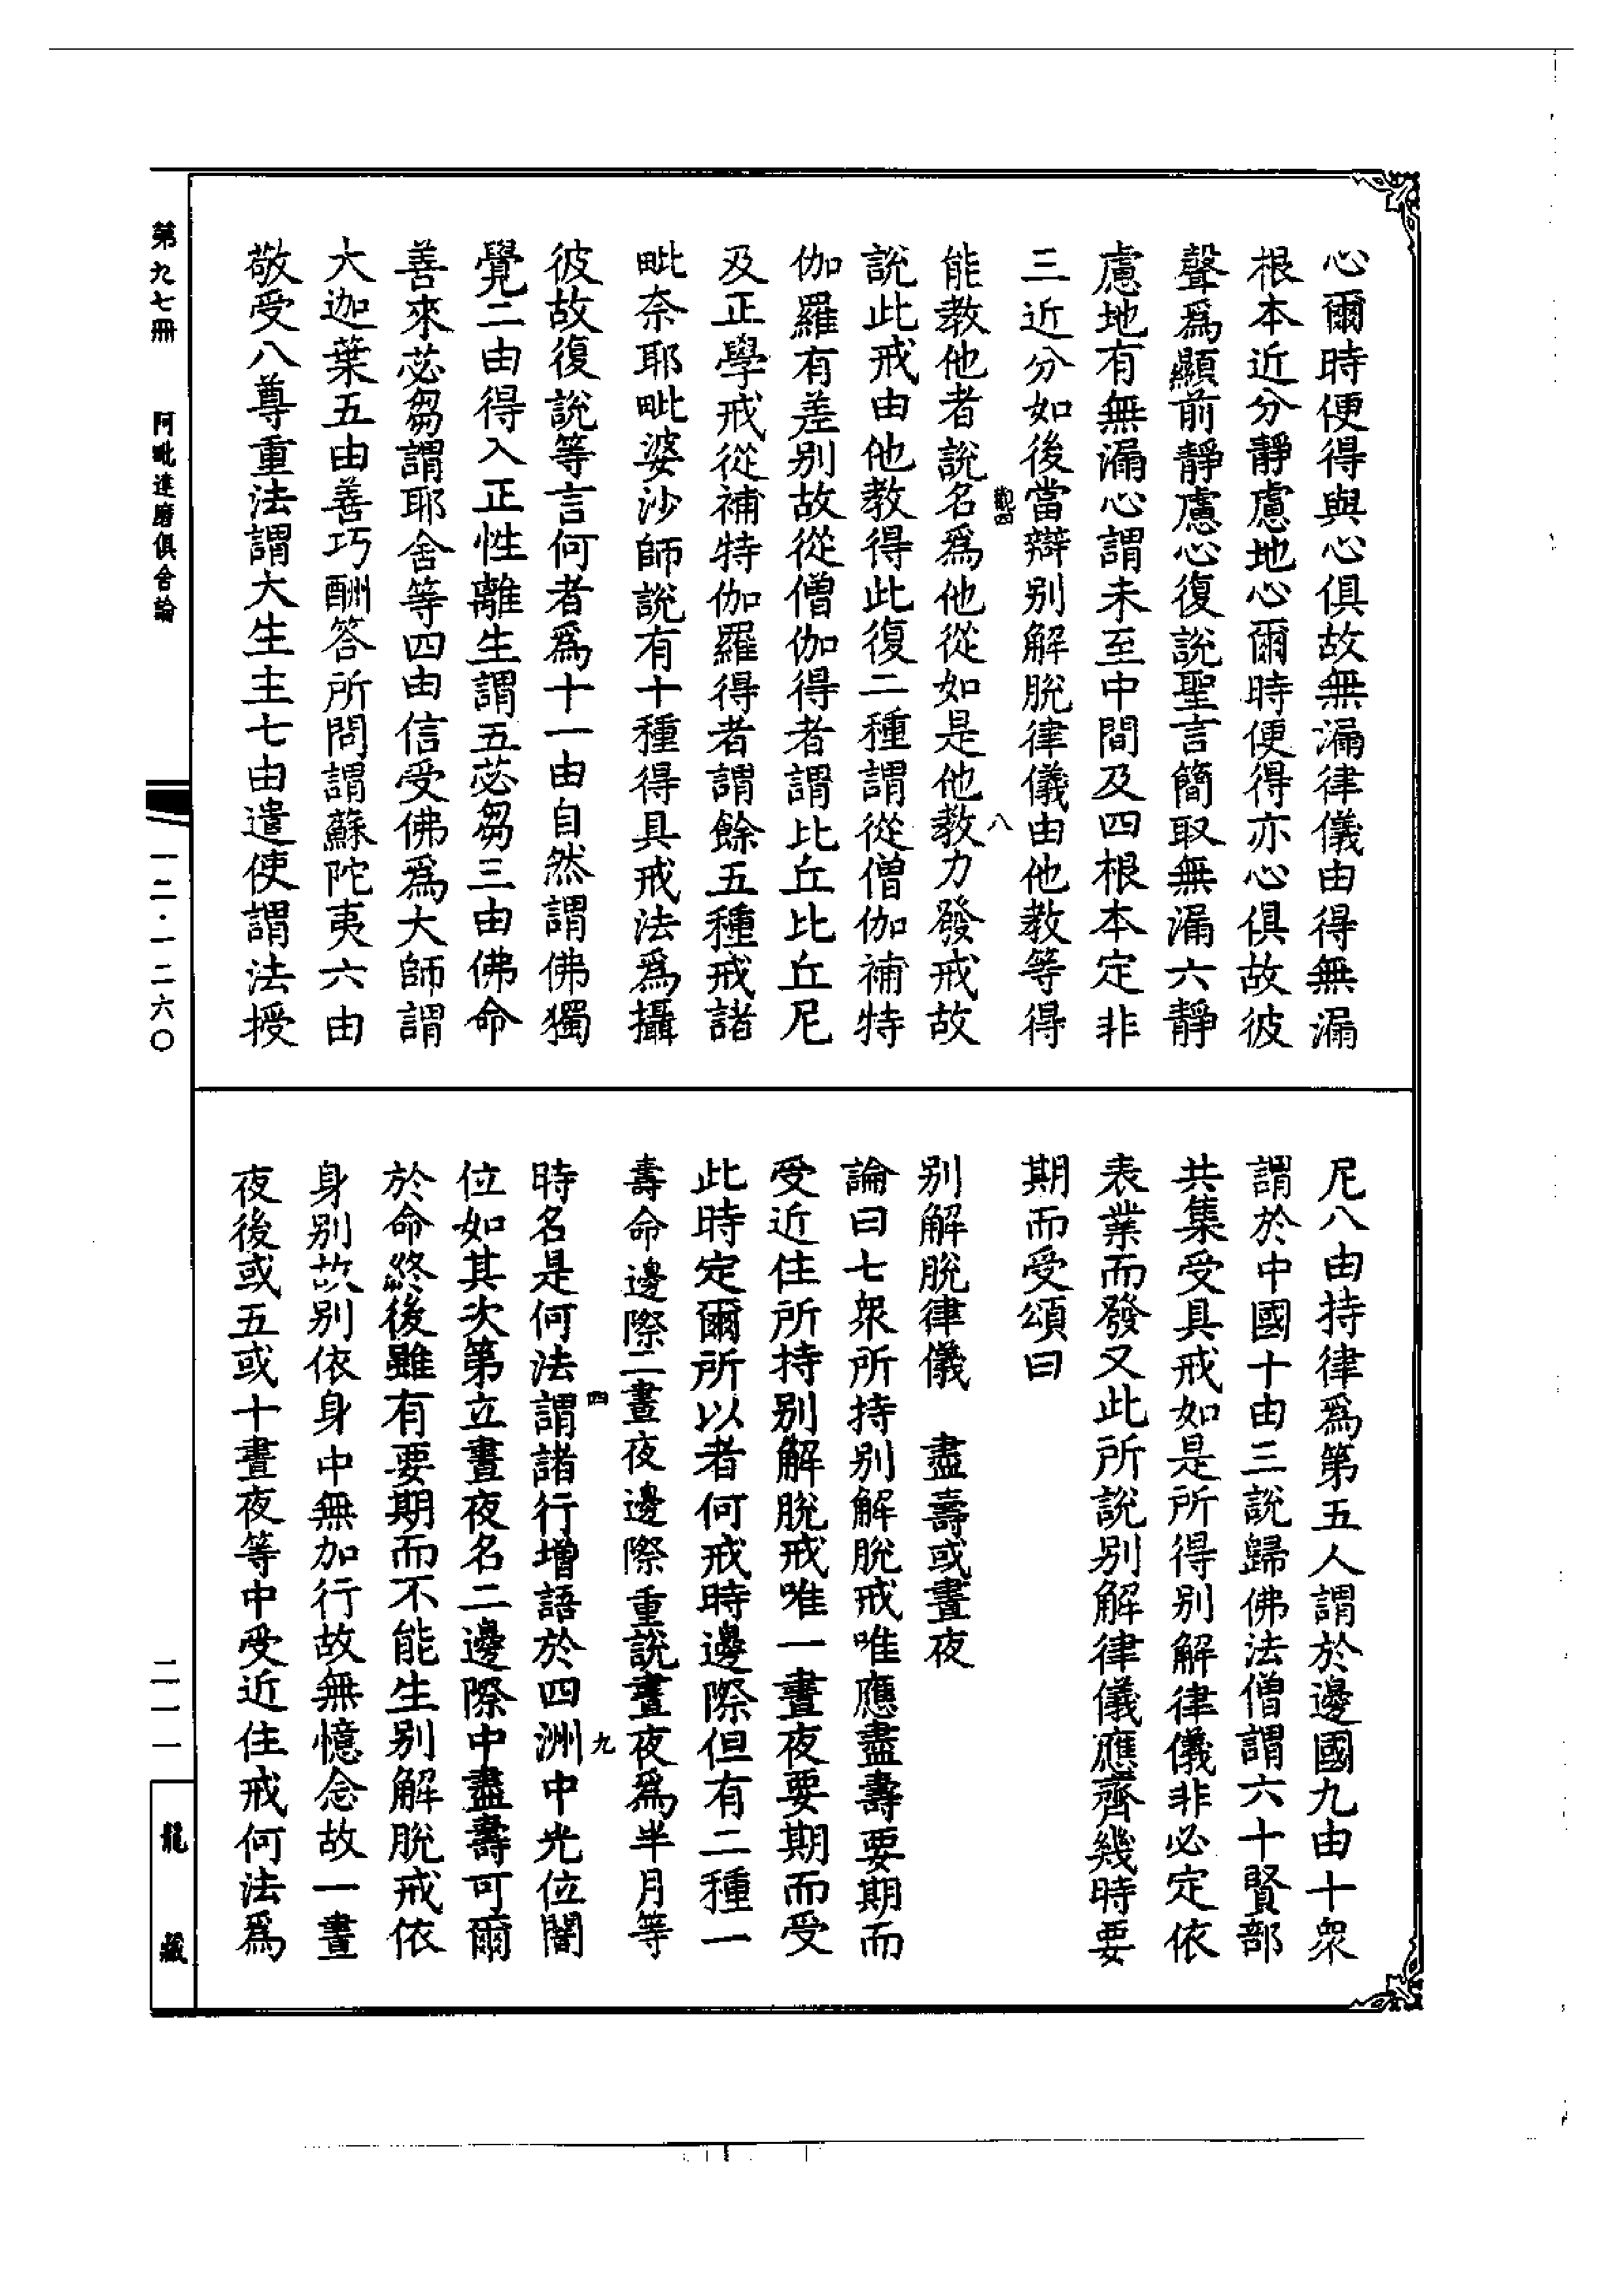 心爾時便得與心俱故無漏律儀由得無漏
根本近分靜慮地心爾時便得亦心俱故彼
聲爲顯前靜慮心復說聖言簡取無漏六靜
慮地有無漏心謂未至中間及四根本定非
三近分如後當辯別解脫律儀由他教等得
能教他者說名爲他從如是他教力發戒故
說此戒由他教得此復二種謂從僧伽補特
伽羅有差別故從僧伽得者謂比丘比丘尼
及正學戒從補特伽羅得者謂餘五種戒諸
毗奈耶毗婆沙師說有十種得具戒法爲攝
彼故復說等言何者爲十一由自然謂佛獨
覺二由得入正性離生謂五苾芻三由佛命
善來苾芻謂耶舍等四由信受佛爲大師謂
大迦葉五由善巧酬答所問謂蘇陀夷六由
敬受八尊重法謂大生主七由遣使謂法授
尼八由持律爲第五人謂於邊國九由十衆
謂於中國十由三說歸佛法僧謂六十賢部
共集受具戒如是所得別解律儀非必定依
表業而發又此所說別解律儀應齊幾時要
期而受頌曰
別解脫律儀　盡壽或晝夜
論曰七衆所持別解脫戒唯應盡壽要期而
受近住所持別解脫戒唯一晝夜要期而受
此時定爾所以者何戒時邊際但有二種一
壽命邊際二晝夜邊際重說晝夜爲半月等
時名是何法謂諸行增語於四洲中光位闇
位如其次第立晝夜名二邊際中盡壽可爾
於命終後雖有要期而不能生別解脫戒依
身別故別依身中無加行故無憶念故一晝
夜後或五或十晝夜等中受近住戒何法爲
觀四
八
四
九
第九七冊　阿毗達磨俱舍論
一二·一二六〇
二一一
龍藏